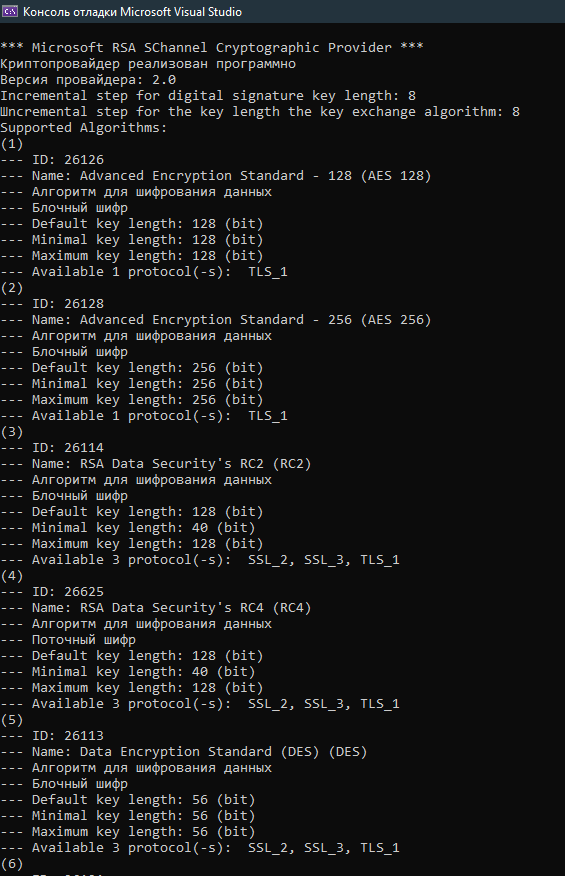 Консоль отладки Microsoft Visual Studio
*** Microsoft RSA SChannel Cryptographic Provider ***
Криптопровайдер реализован программно
Версия провайдера: 2.0
Incremental step for digital signature key length: 8
Шncremental step for the key length the key exchange algorithm: 8
Supported Algorithms:
(1)
--- ID: 26126
--- Name: Advanced Encryption Standard - 128 (AES 128)
--- Алгоритм для шифрования данных
--- Блочный шифр
--- Default key length: 128 (bit)
--- Minimal key length: 128 (bit)
--- Maximum key length: 128 (bit)
--- Available 1 protocol(-s):  TLS_1
(2)
--- ID: 26128
--- Name: Advanced Encryption Standard - 256 (AES 256)
--- Алгоритм для шифрования данных
--- Блочный шифр
--- Default key length: 256 (bit)
--- Minimal key length: 256 (bit)
--- Maximum key length: 256 (bit)
--- Available 1 protocol(-s):  TLS_1
(3)
--- ID: 26114
--- Name: RSA Data Security's RC2 (RC2)
--- Алгоритм для шифрования данных
--- Блочный шифр
--- Default key length: 128 (bit)
--- Minimal key length: 40 (bit)
--- Maximum key length: 128 (bit)
--- Available 3 protocol(-s):  SSL_2, SSL_3, TLS_1
(4)
--- ID: 26625
--- Name: RSA Data Security's RC4 (RC4)
--- Алгоритм для шифрования данных
--- Поточный шифр
--- Default key length: 128 (bit)
--- Minimal key length: 40 (bit)
--- Maximum key length: 128 (bit)
--- Available 3 protocol(-s):  SSL_2, SSL_3, TLS_1
(5)
--- ID: 26113
--- Name: Data Encryption Standard (DES) (DES)
--- Алгоритм для шифрования данных
--- Блочный шифр
--- Default key length: 56 (bit)
--- Minimal key length: 56 (bit)
--- Maximum key length: 56 (bit)
--- Available 3 protocol(-s):  SSL_2, SSL_3, TLS_1
(6)